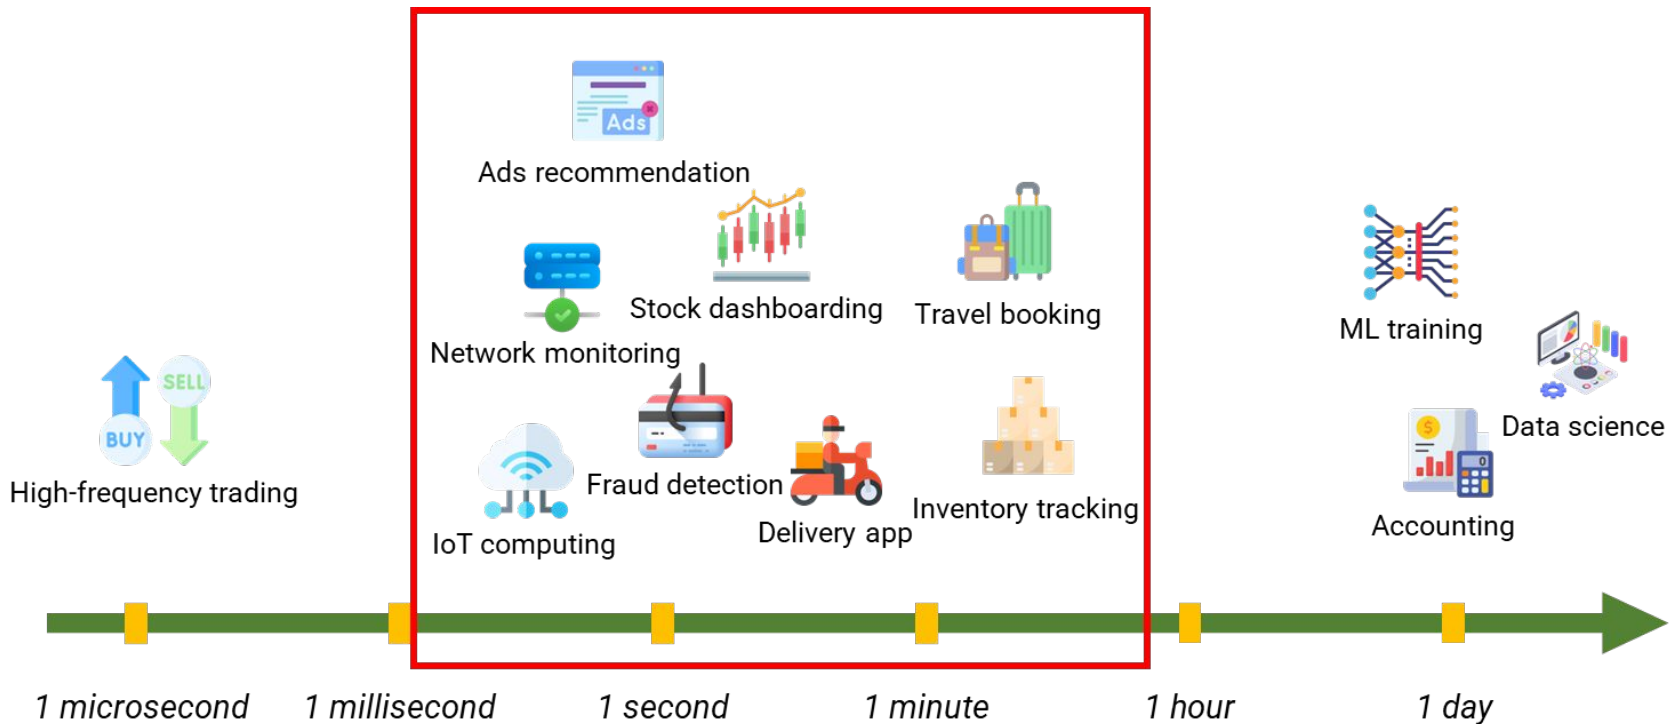 Ads
Ads recommendation
Stock dashboarding
Travel booking
Network monitoring
ML training
SELL
BUY
Data science
High-frequency trading
Fraud detection
Inventory tracking
Delivery app
IoT computing
$
0
Accounting
1 microsecond
1 millisecond
1 second
1 minute
1 hour
1 day